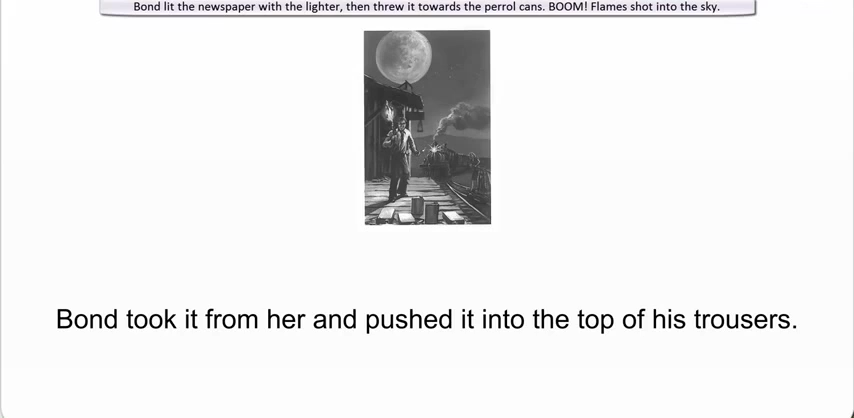 Bond lit the newspaper with the lighter, then threw it towards the perrol cans. BOOM! Flames shot into the sky.
Bond took it from her and pushed it into the top of his trousers.